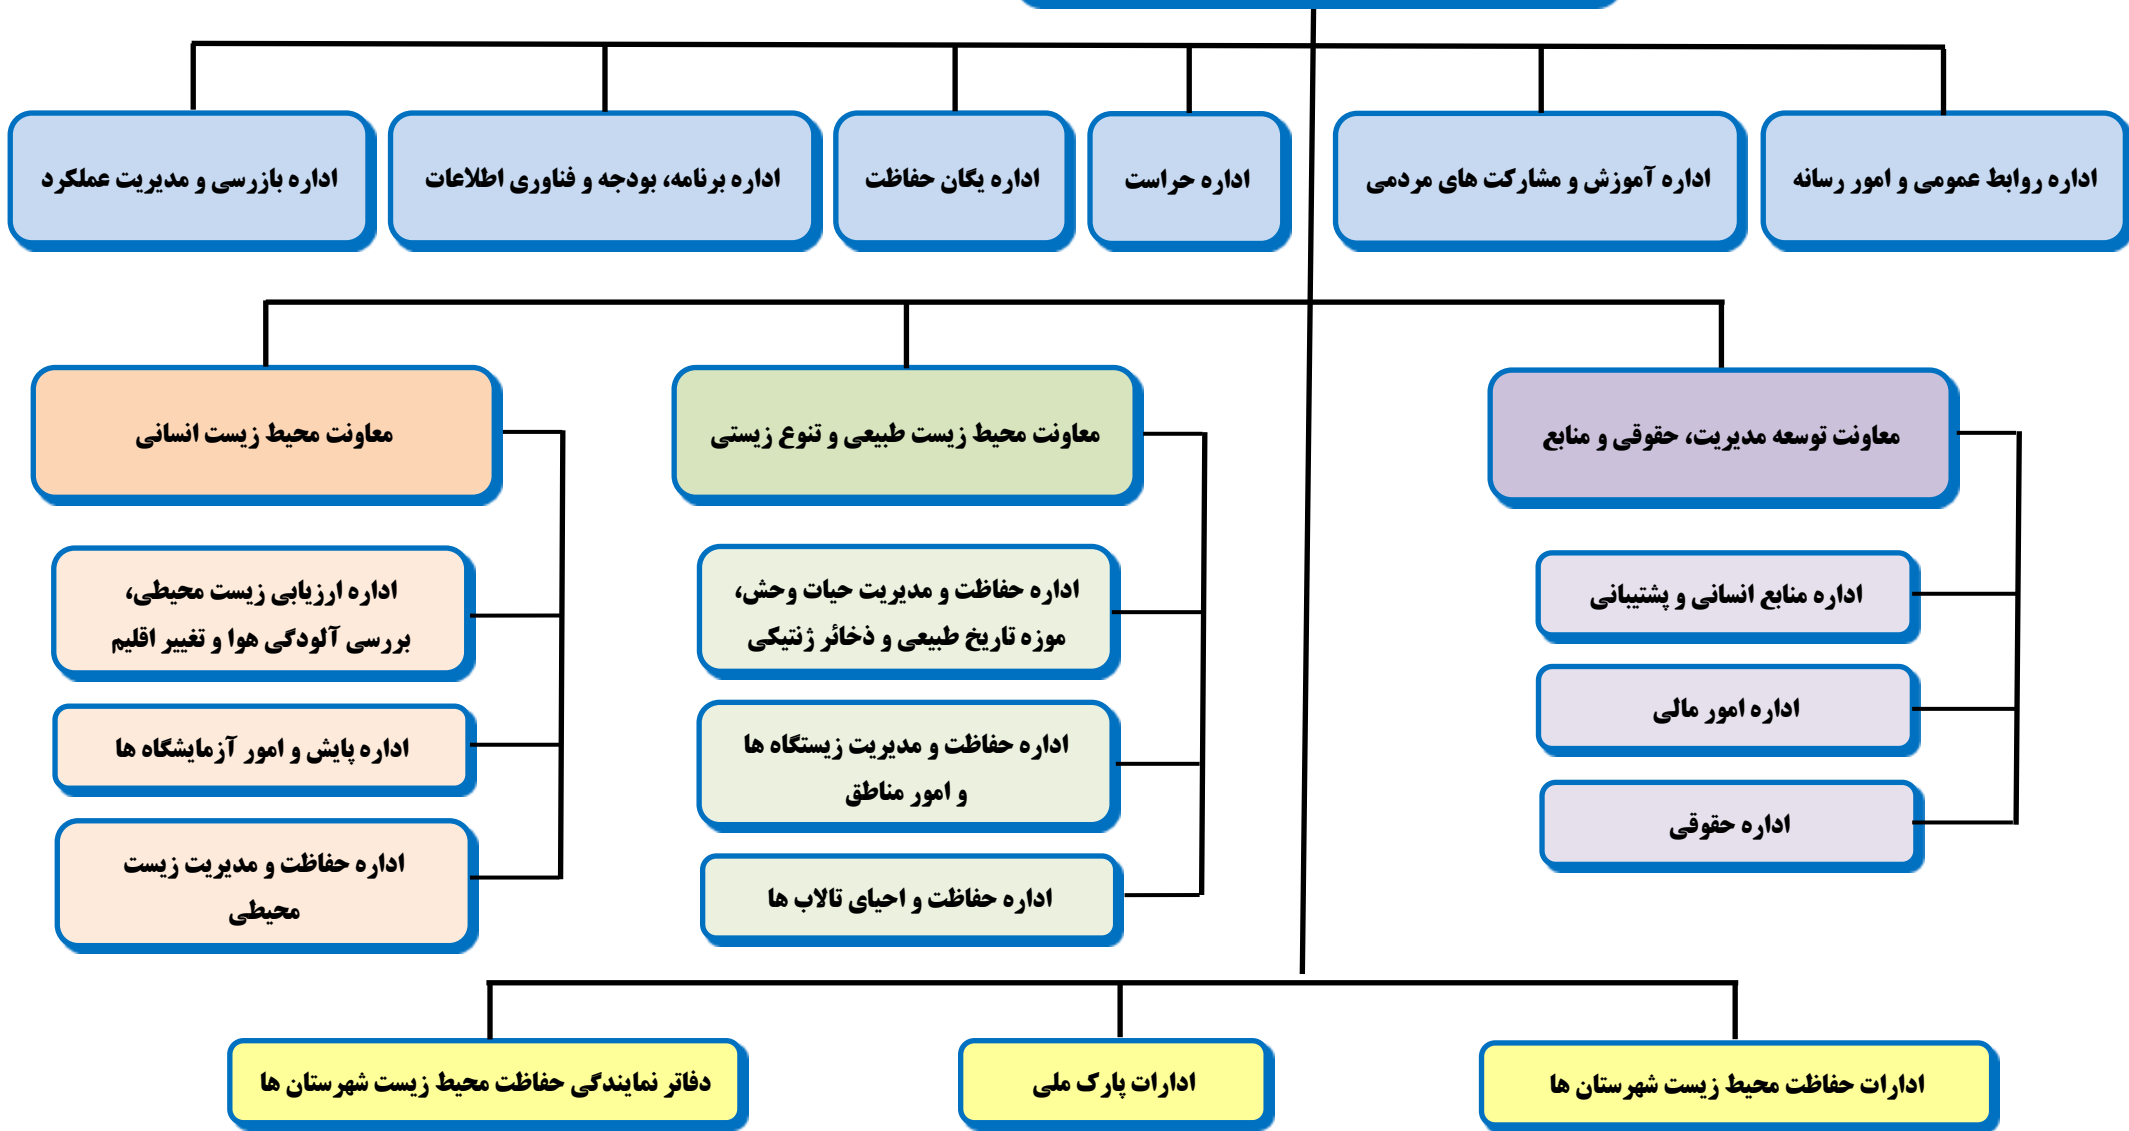 اداره روابط عمومی و امور رسانه
اداره آموزش و مشارکت های مردمی
اداره حراست
اداره یگان حفاظت
اداره برنامه، بودجه و فناوری اطلاعات
اداره بازرسی و مدیریت عملکرد
معاونت توسعه مدیریت، حقوقی و منابع
اداره منابع انسانی و پشتیبانی
اداره امور مالی
اداره حقوقی
معاونت محیط زیست طبیعی و تنوع زیستی
اداره حفاظت و مدیریت حیات وحش،
موزه تاریخ طبیعی و ذخائر ژنتیکی
اداره حفاظت و مدیریت زیستگاه ها
و امور مناطق
اداره حفاظت و احیای تالاب ها
معاونت محیط زیست انسانی
اداره ارزیابی زیست محیطی،
بررسی آلودگی هوا و تغییر اقلیم
اداره پایش و امور آزمایشگاه ها
اداره حفاظت و مدیریت زیست
محیطی
ادارات حفاظت محیط زیست شهرستان ها
ادارات پارک ملی
دفاتر نمایندگی حفاظت محیط زیست شهرستان ها